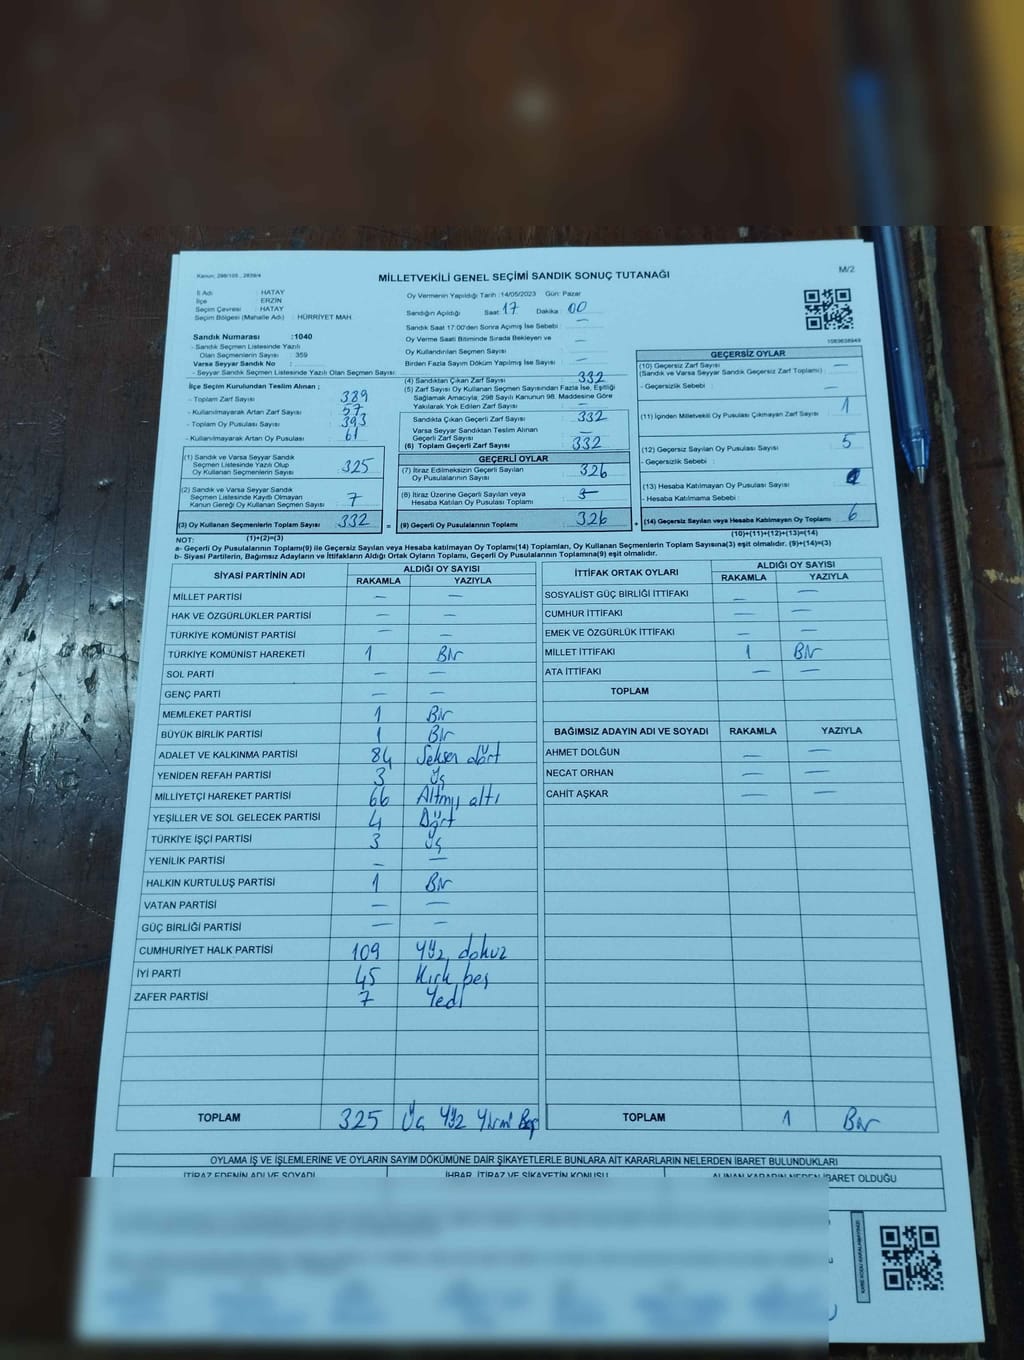 Kanun: 298/105 , 2839/4
MİLLETVEKİLİ GENEL SEÇİMİ SANDIK SONUÇ TUTANAĞI
M/2
İl Adı : HATAY
İlçe : ERZİN
Seçim Çevresi : HATAY
Seçim Bölgesi (Mahalle Adı) : HÜRRİYET MAH.
Sandık Numarası :1040
- Sandık Seçmen Listesinde Yazılı
Olan Seçmenlerin Sayısı : 359
Varsa Seyyar Sandık No :
- Seyyar Sandık Seçmen Listesinde Yazılı Olan Seçmen Sayısı:
Oy Vermenin Yapıldığı Tarih :14/05/2023 Gün: Pazar
Sandığın Açıldığı Saat: 17 Dakika: 00
Sandık Saat 17:00'den Sonra Açımış İse Sebebi : —
Oy Verme Saati Bitiminde Sırada Bekleyen ve
Oy Kullandırılan Seçmen Sayısı : —
Birden Fazla Sayım Döküm Yapılmış İse Sayısı : —
İlçe Seçim Kurulundan Teslim Alınan ;
- Toplam Zarf Sayısı : 389
- Kullanılmayarak Artan Zarf Sayısı : 57
- Toplam Oy Pusulası Sayısı : 393
- Kullanılmayarak Artan Oy Pusulası : 61
(1) Sandık ve Varsa Seyyar Sandık
Seçmen Listesinde Yazılı Olup
Oy Kullanan Seçmenlerin Sayısı : 325
(2) Sandık ve Varsa Seyyar Sandık
Seçmen Listesinde Kayıtlı Olmayan
Kanun Gereği Oy Kullanan Seçmen Sayısı : 7
(3) Oy Kullanan Seçmenlerin Toplam Sayısı : 332
(1)+(2)=(3)
(4) Sandıktan Çıkan Zarf Sayısı : 332
(5) Zarf Sayısı Oy Kullanan Seçmen Sayısından Fazla İse, Eşitliği
Sağlamak Amacıyla; 298 Sayılı Kanunun 98. Maddesine Göre
Yakılarak Yok Edilen Zarf Sayısı : —
Sandıkta Çıkan Geçerli Zarf Sayısı : 332
Varsa Seyyar Sandıktan Teslim Alınan
Geçerli Zarf Sayısı : —
(6) Toplam Geçerli Zarf Sayısı : 332
GEÇERLİ OYLAR
(7) İtiraz Edilmeksizin Geçerli Sayılan
Oy Pusulalarının Sayısı : 326
(8) İtiraz Üzerine Geçerli Sayılan veya
Hesaba Katılan Oy Pusulası Toplamı :
(9) Geçerli Oy Pusulalarının Toplamı : 326
1083638949
GEÇERSİZ OYLAR
(10) Geçersiz Zarf Sayısı
(Sandık ve Varsa Seyyar Sandık Geçersiz Zarf Toplamı) : —
- Geçersizlik Sebebi : —
(11) İçinden Milletvekili Oy Pusulası Çıkmayan Zarf Sayısı : 1
(12) Geçersiz Sayılan Oy Pusulası Sayısı : 5
- Geçersizlik Sebebi :
(13) Hesaba Katılmayan Oy Pusulası Sayısı :
- Hesaba Katılmama Sebebi :
(14) Geçersiz Sayılan veya Hesaba Katılmayan Oy Pusulası Toplamı : 6
(10)+(11)+(12)+(13)=(14)
NOT:
a- Geçerli Oy Pusulalarının Toplamı(9) ile Geçersiz Sayılan veya Hesaba katılmayan Oy Toplamı(14) Toplamları, Oy Kullanan Seçmenlerin Toplam Sayısına(3) eşit olmalıdır. (9)+(14)=(3)
b- Siyasi Partilerin, Bağımsız Adayların ve İttifakların Aldığı Ortak Oyların Toplamı, Geçerli Oy Pusulalarının Toplamına(9) eşit olmalıdır.
SİYASİ PARTİNİN ADI ALDIĞI OY SAYISI
RAKAMLA YAZIYLA
MİLLET PARTİSİ — —
HAK VE ÖZGÜRLÜKLER PARTİSİ — —
TÜRKİYE KOMÜNİST PARTİSİ — —
TÜRKİYE KOMÜNİST HAREKETİ 1 Bir
SOL PARTİ — —
GENÇ PARTİ — —
MEMLEKET PARTİSİ 1 Bir
BÜYÜK BİRLİK PARTİSİ 1 Bir
ADALET VE KALKINMA PARTİSİ 84 Seksen dört
YENİDEN REFAH PARTİSİ 3 Üç
MİLLİYETÇİ HAREKET PARTİSİ 66 Altmış altı
YEŞİLLER VE SOL GELECEK PARTİSİ 4 Dört
TÜRKİYE İŞÇİ PARTİSİ 3 Üç
YENİLİK PARTİSİ — —
HALKIN KURTULUŞ PARTİSİ 1 Bir
VATAN PARTİSİ — —
GÜÇ BİRLİĞİ PARTİSİ — —
CUMHURİYET HALK PARTİSİ 109 Yüz dokuz
İYİ PARTİ 45 Kırk beş
ZAFER PARTİSİ 7 Yedi
TOPLAM 325 Üç Yüz Yirmi Beş
İTTİFAK ORTAK OYLARI ALDIĞI OY SAYISI
RAKAMLA YAZIYLA
SOSYALİST GÜÇ BİRLİĞİ İTTİFAKI — —
CUMHUR İTTİFAKI — —
EMEK VE ÖZGÜRLÜK İTTİFAKI — —
MİLLET İTTİFAKI 1 Bir
ATA İTTİFAKI — —
TOPLAM
BAĞIMSIZ ADAYIN ADI VE SOYADI RAKAMLA YAZIYLA
AHMET DOLĞUN — —
NECAT ORHAN — —
CAHİT AŞKAR — —
TOPLAM 1 Bir
OYLAMA İŞ VE İŞLEMLERİNE VE OYLARIN SAYIM DÖKÜMÜNE DAİR ŞİKAYETLERLE BUNLARA AİT KARARLARIN NELERDEN İBARET BULUNDUKLARI
İTİRAZ EDENİN ADI VE SOYADI İHBAR, İTİRAZ VE ŞİKAYETİN KONUSU ALINAN KARARIN NEDEN İBARET OLDUĞU